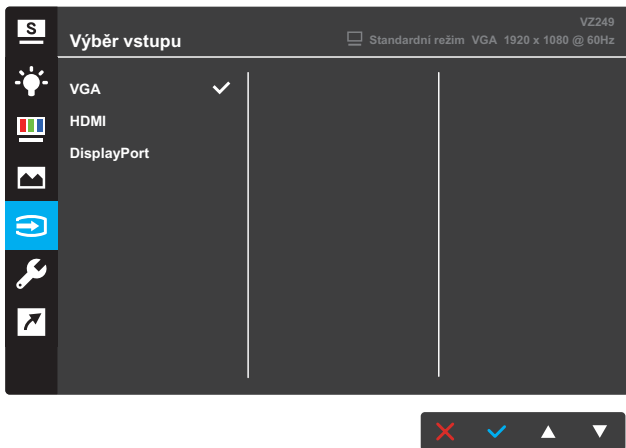 S
VZ249
Výběr vstupu
Standardní režim VGA 1920 x 1080 @ 60Hz
VGA
HDMI
DisplayPort